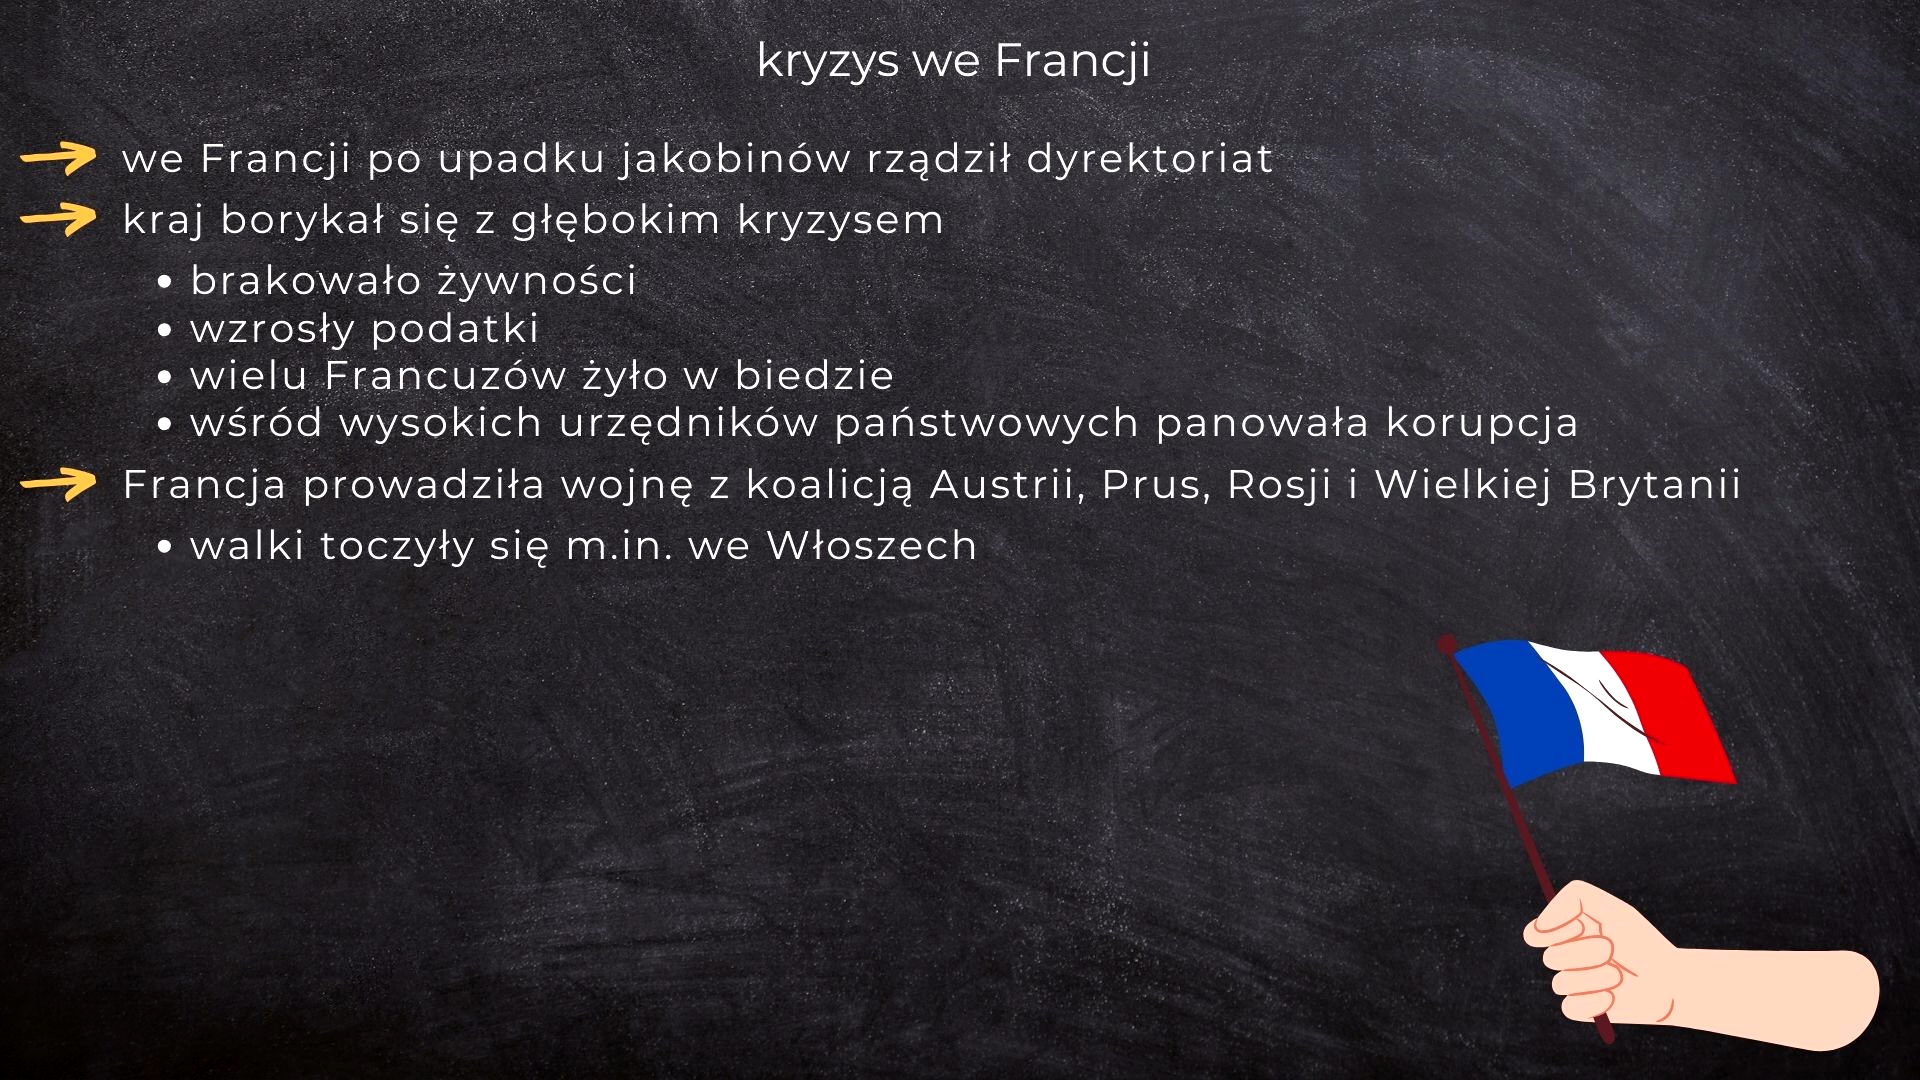 kryzys we Francji
we Francji po upadku jakobinów rządził dyrektoriat
kraj borykał się z głębokim kryzysem
• brakowało żywności
• wzrosły podatki
• wielu Francuzów żyło w biedzie
• wśród wysokich urzędników państwowych panowała korupcja
Francja prowadziła wojnę z koalicją Austrii, Prus, Rosji i Wielkiej Brytanii
• walki toczyły się m.in. we Włoszech